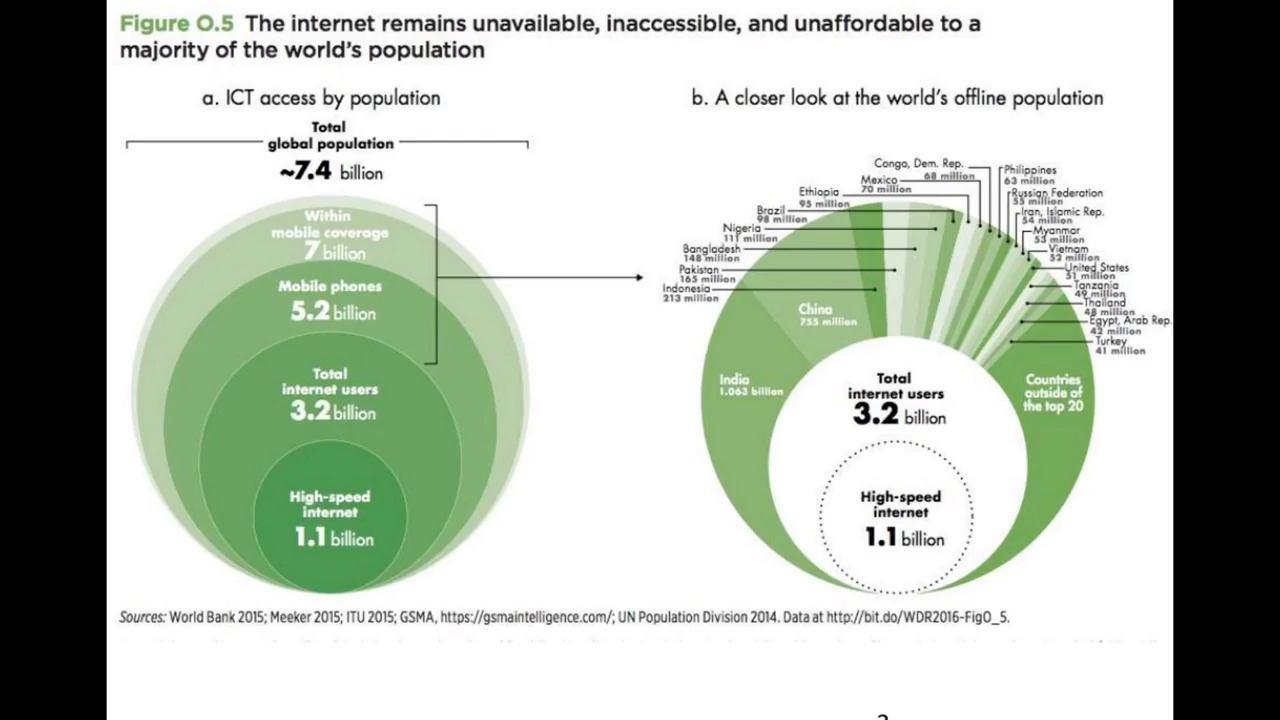 Figure O.5 The internet remains unavailable, inaccessible, and unaffordable to a
majority of the world's population
a. ICT access by population
Total
global population
~7.4 billion
Within
mobile coverage
7 billion
Mobile phones
5.2 billion
Total
internet users
3.2 billion
High-speed
internet
1.1 billion
b. A closer look at the world's offline population
Congo, Dem. Rep.
68 million
Mexico
70 million
Ethiopia
95 million
Brazil
98 million
Nigeria
111 million
Bangladesh
148 million
Pakistan
165 million
Indonesia
213 million
China
755 million
India
1.063 billion
Philippines
63 million
Russian Federation
55 million
Iran, Islamic Rep.
54 million
Myanmar
53 million
Vietnam
52 million
United States
51 million
Tanzania
49 million
Thailand
48 million
Egypt, Arab Rep.
42 million
Turkey
41 million
Countries
outside of
the top 20
Total
internet users
3.2 billion
High-speed
internet
1.1 billion
Sources: World Bank 2015; Meeker 2015; ITU 2015; GSMA, https://gsmaintelligence.com/; UN Population Division 2014. Data at http://bit.do/WDR2016-FigO_5.